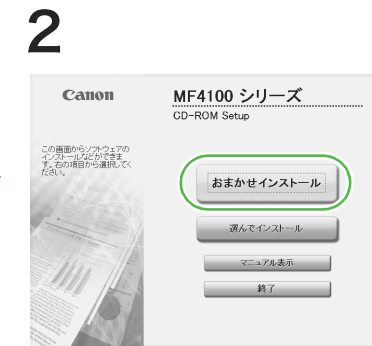 2
Canon
MF4100 シリーズ
CD-ROM Setup
この画面からソフトウェアの
インストールなどができま
す。右の項目から選択してく
ださい。
おまかせインストール
選んでインストール
マニュアル表示
終了